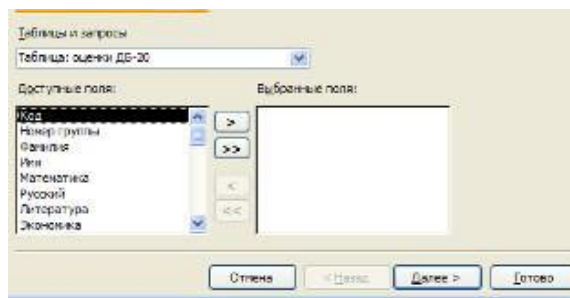 Таблицы и запросы
Таблица: оценки ДБ-20
Доступные поля:
Выбранные поля:
Код
Номер группы
Фамилия
Имя
Математика
Русский
Литература
Экономика
>
>>
<
<<
Отмена
< Назад
Далее >
Готово